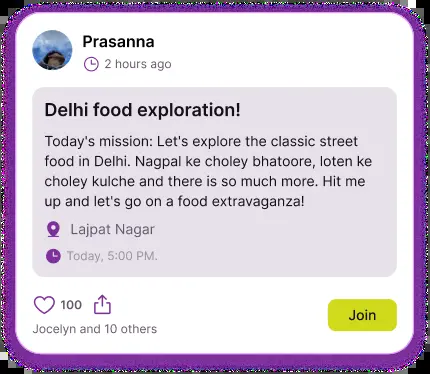 Prasanna
2 hours ago
Delhi food exploration!
Today's mission: Let's explore the classic street
food in Delhi. Nagpal ke choley bhatoore, loten ke
choley kulche and there is so much more. Hit me
up and let's go on a food extravaganza!
Lajpat Nagar
Today, 5:00 PM.
100
Jocelyn and 10 others
Join